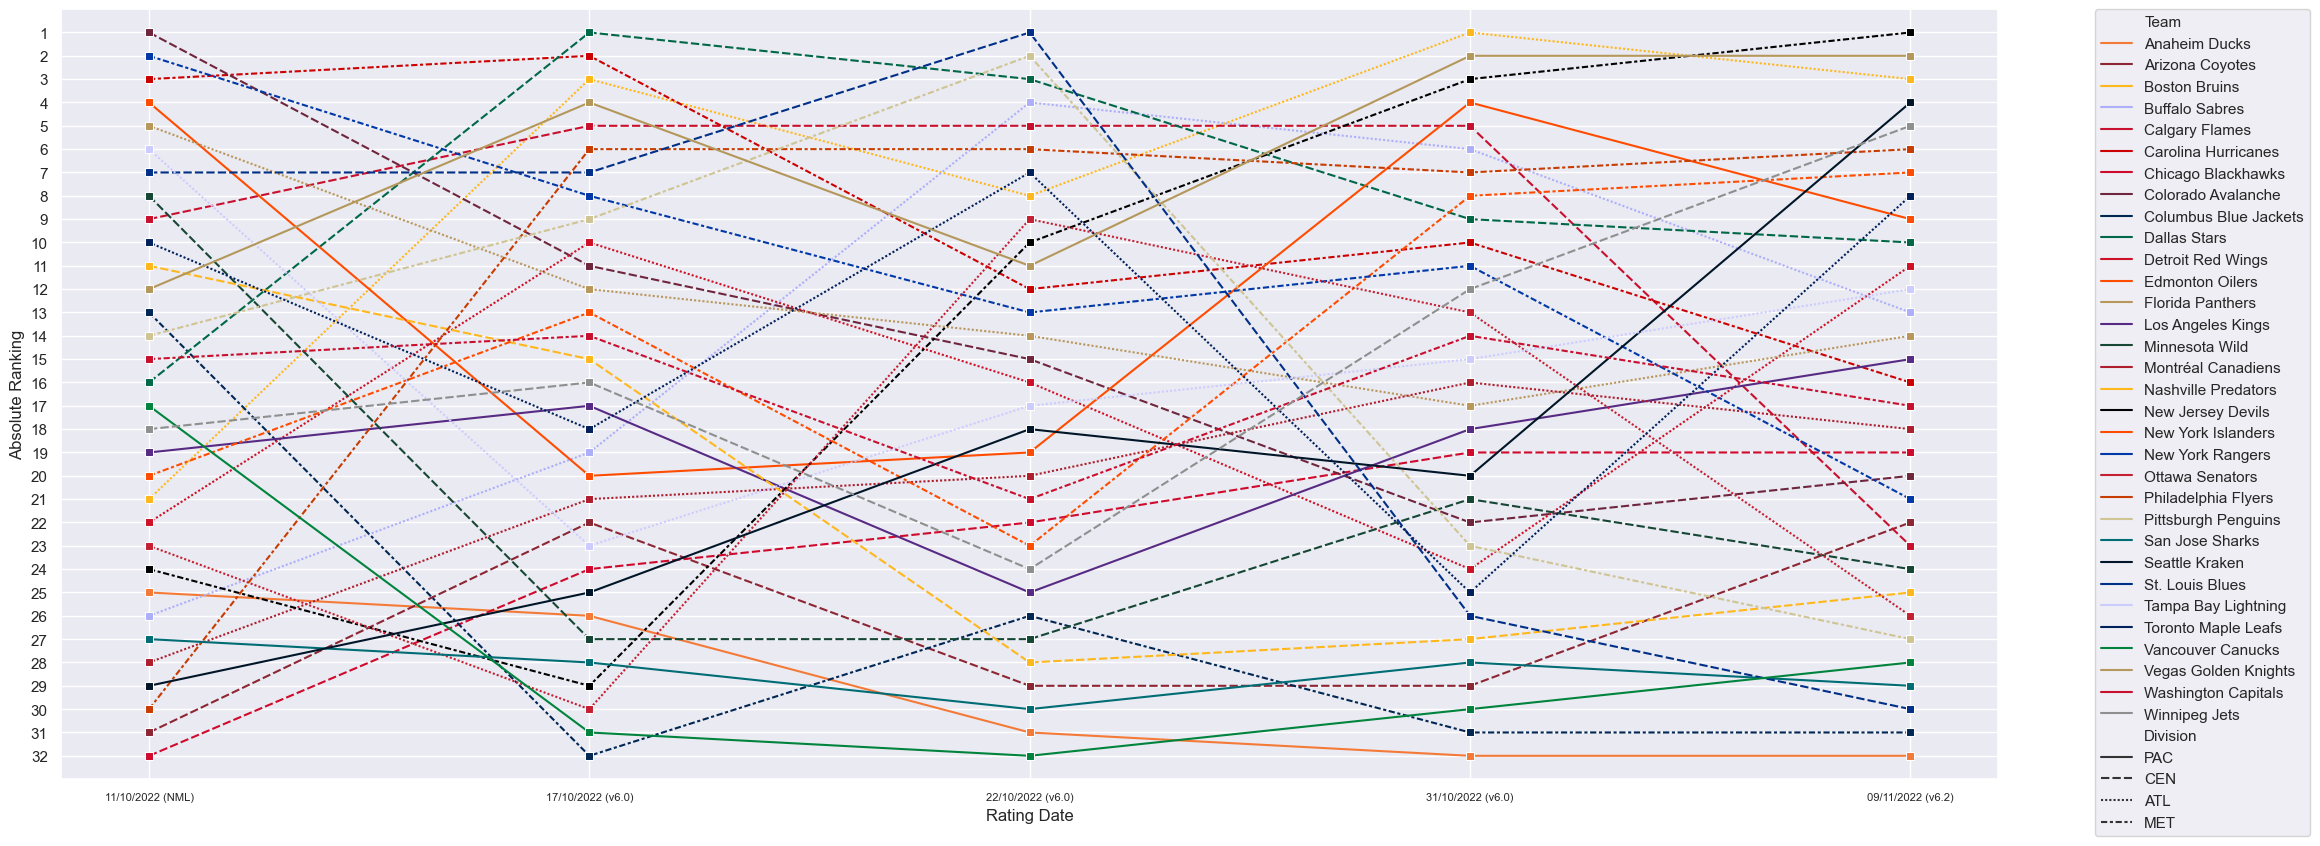 Absolute Ranking
1
2
3
4
5
6
7
8
9
10
11
12
13
14
15
16
17
18
19
20
21
22
23
24
25
26
27
28
29
30
31
32
11/10/2022 (NML)
17/10/2022 (v6.0)
22/10/2022 (v6.0)
31/10/2022 (v6.0)
09/11/2022 (v6.2)
Rating Date
Team
Anaheim Ducks
Arizona Coyotes
Boston Bruins
Buffalo Sabres
Calgary Flames
Carolina Hurricanes
Chicago Blackhawks
Colorado Avalanche
Columbus Blue Jackets
Dallas Stars
Detroit Red Wings
Edmonton Oilers
Florida Panthers
Los Angeles Kings
Minnesota Wild
Montréal Canadiens
Nashville Predators
New Jersey Devils
New York Islanders
New York Rangers
Ottawa Senators
Philadelphia Flyers
Pittsburgh Penguins
San Jose Sharks
Seattle Kraken
St. Louis Blues
Tampa Bay Lightning
Toronto Maple Leafs
Vancouver Canucks
Vegas Golden Knights
Washington Capitals
Winnipeg Jets
Division
PAC
CEN
ATL
MET